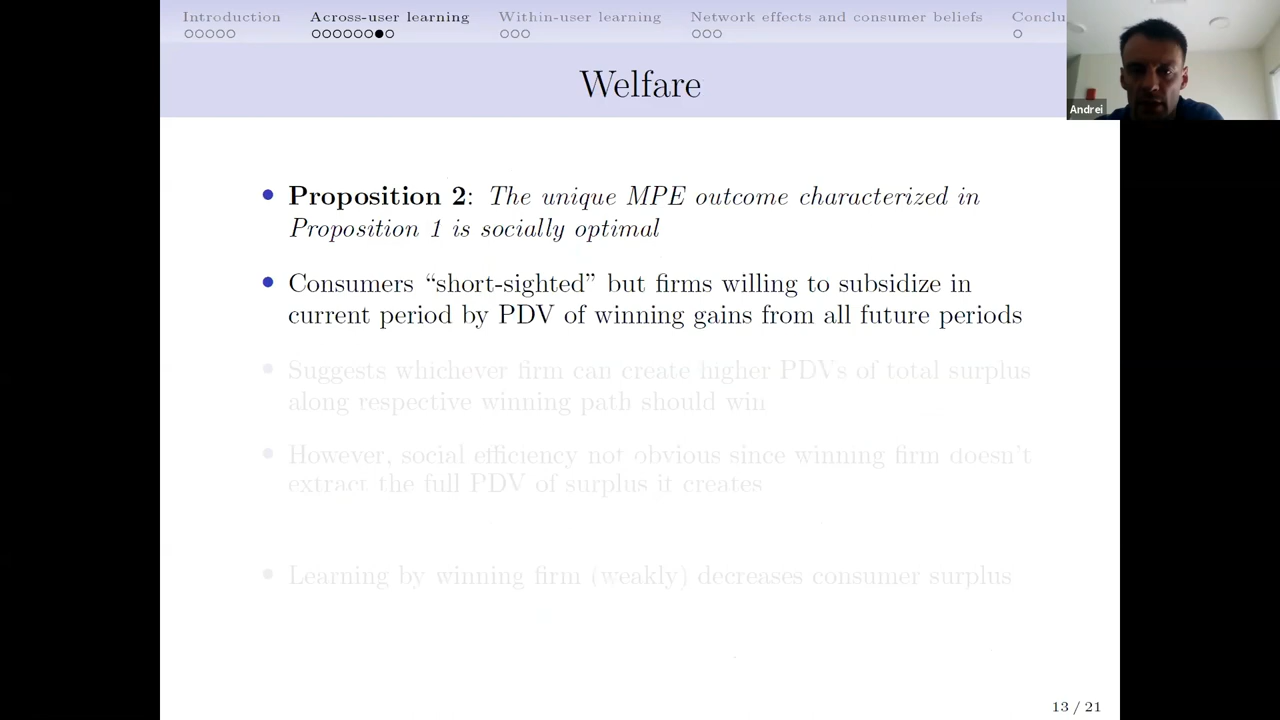 Introduction Across-user learning Within-user learning Network effects and consumer beliefs Conclu
Andrei
Welfare
• Proposition 2: The unique MPE outcome characterized in
Proposition 1 is socially optimal
• Consumers “short-sighted” but firms willing to subsidize in
current period by PDV of winning gains from all future periods
• Suggests whichever firm can create higher PDVs of total surplus
along respective winning path should win
• However, social efficiency not obvious since winning firm doesn’t
extract the full PDV of surplus it creates
• Learning by winning firm (weakly) decreases consumer surplus
13 / 21